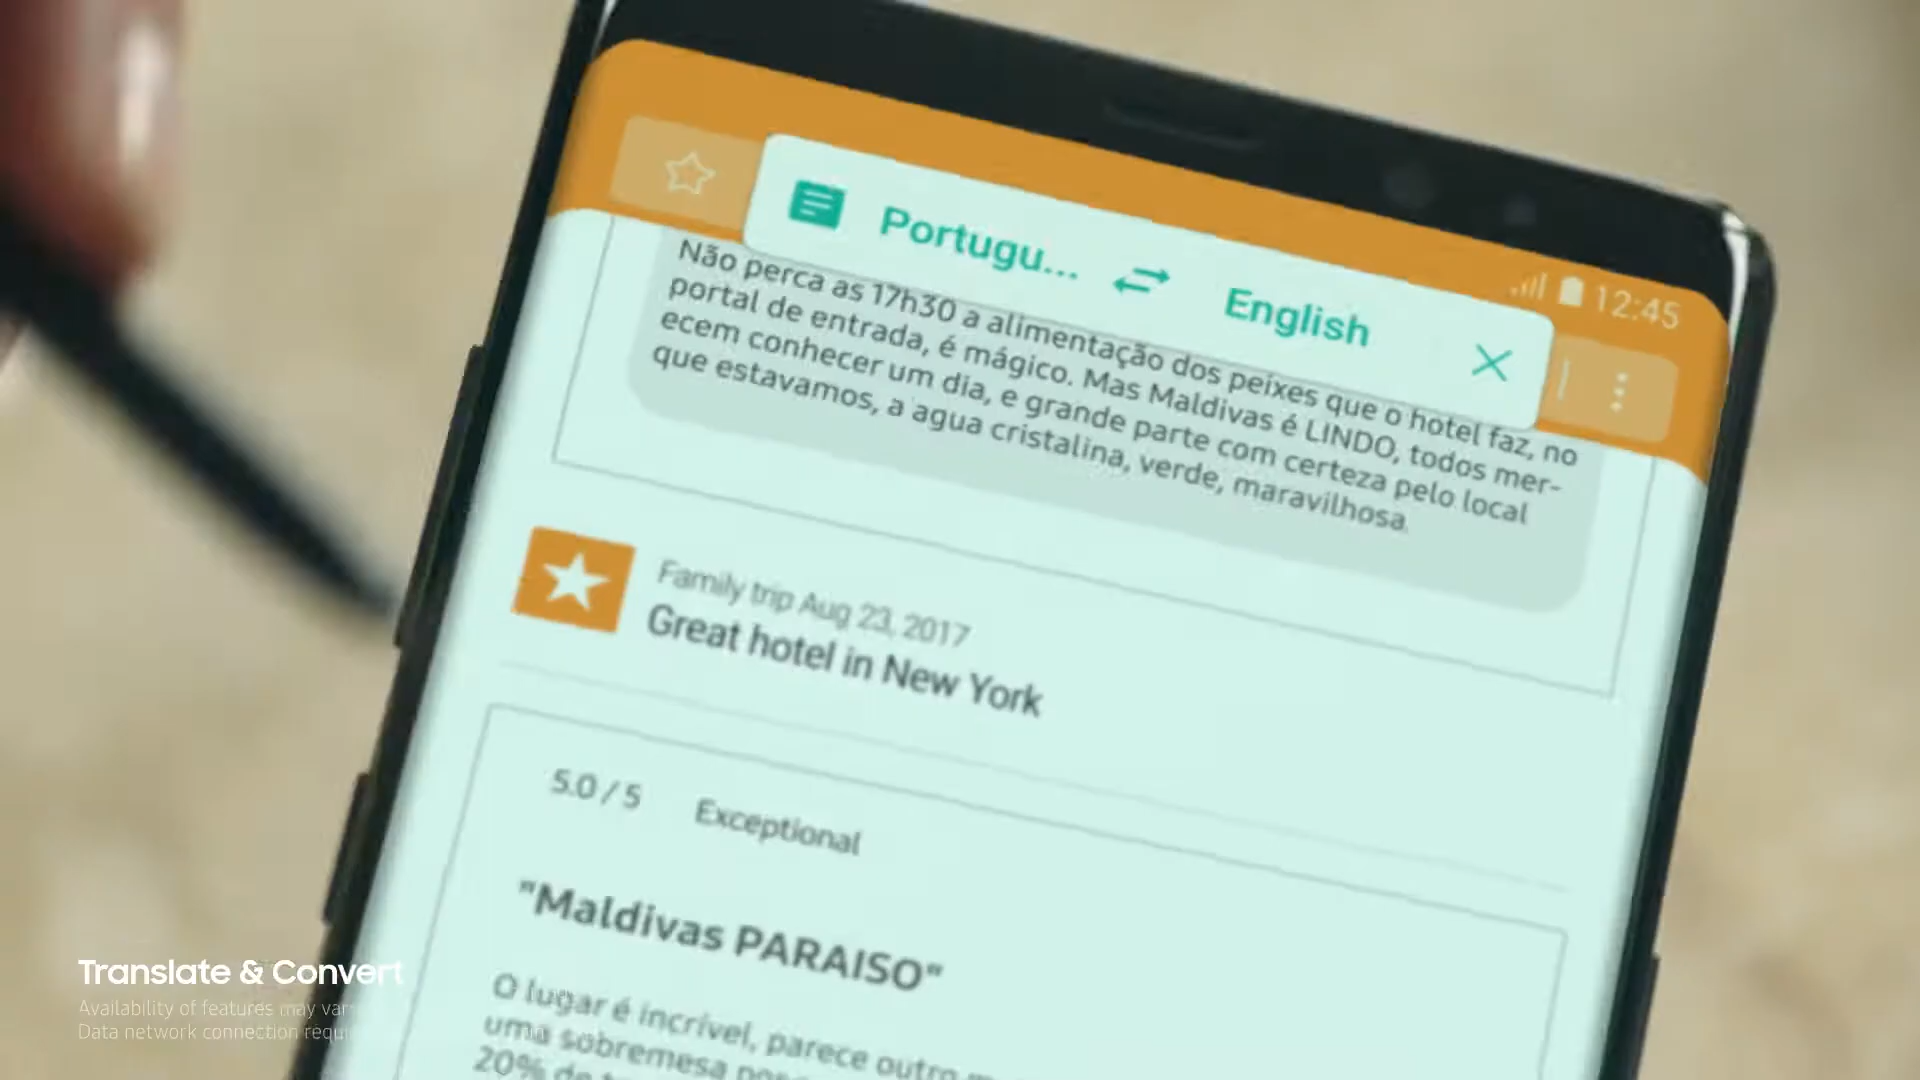 12:45
Portugu...
English
Não perca as 17h30 a alimentação dos peixes que o hotel faz, no
portal de entrada, é mágico. Mas Maldivas é LINDO, todos mer-
ecem conhecer um dia, e grande parte com certeza pelo local
que estavamos, a agua cristalina, verde, maravilhosa.
Family trip Aug 23, 2017
Great hotel in New York
5.0 / 5 Exceptional
"Maldivas PARAISO"
O lugar é incrível, parece outro
uma sobremesa
20% de
Translate & Convert
Availability of features may
Data network connection